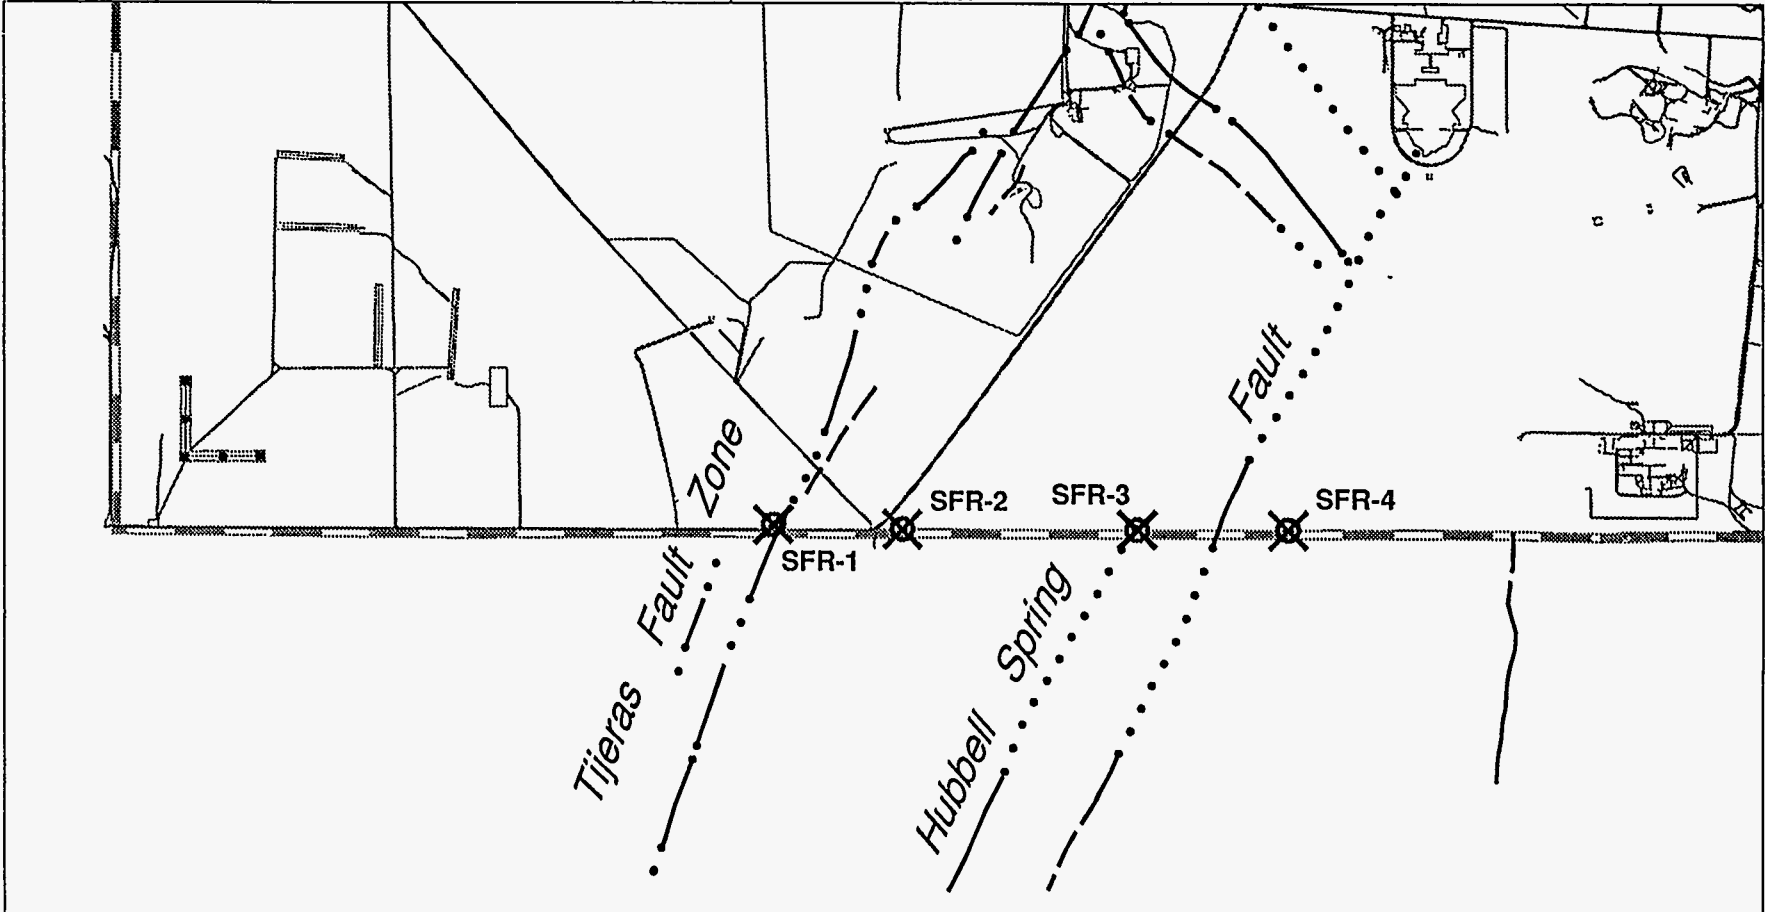 Fault
Zone
SFR-2
SFR-3
SFR-4
SFR-1
Tijeras Fault
Hubbell Spring